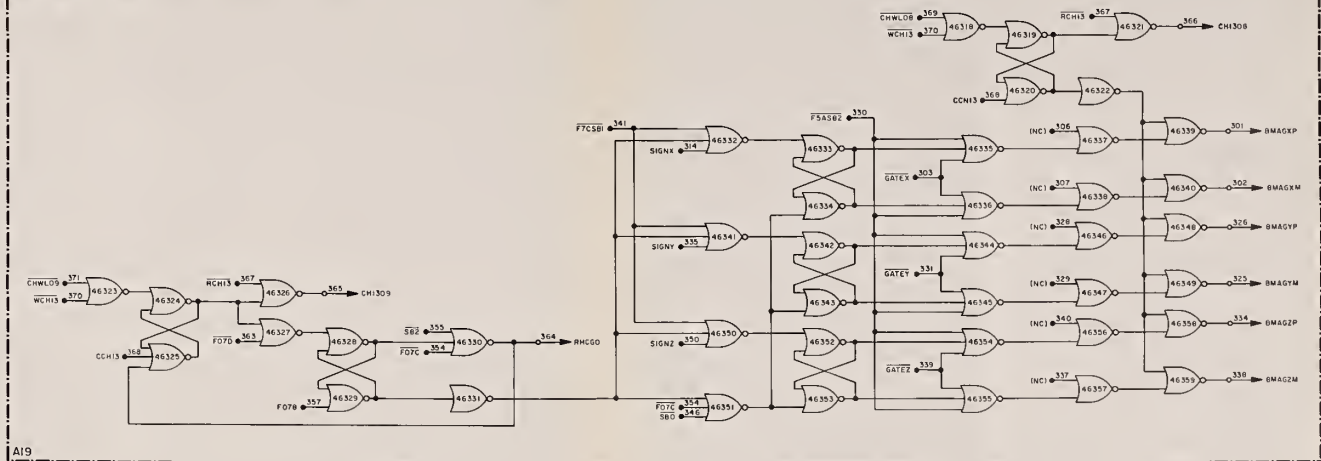 CHWL08 369 46318 46319 RCH13 367 46321 366 CH1308
WCH13 370
CCN13 368 46320 46322
F7CSB1 341 F5ASB2 330
SIGNX 314 46332 46333 46335 (NC) 306 46337 46339 301 BMAGXP
GATEX 303
46334 46336 (NC) 307 46338 46340 302 BMAGXM
SIGNY 335 46341 46342 46344 (NC) 328 46346 46348 326 BMAGYP
GATEY 331
46343 46345 (NC) 329 46347 46349 325 BMAGYM
SIGNZ 350 46350 46352 46354 (NC) 340 46356 46358 334 BMAGZP
GATEZ 339
F07C 354 46351 46353 46355 (NC) 337 46357 46359 338 BMAGZM
SB0 346
CHWL09 371 46323 46324 RCH13 367 46326 365 CH1309
WCH13 370
F07D 363 46327 46328 SB2 355 46330 364 RHCGO
F07C 354
CCH13 368 46325
F07B 357 46329 46331
A19